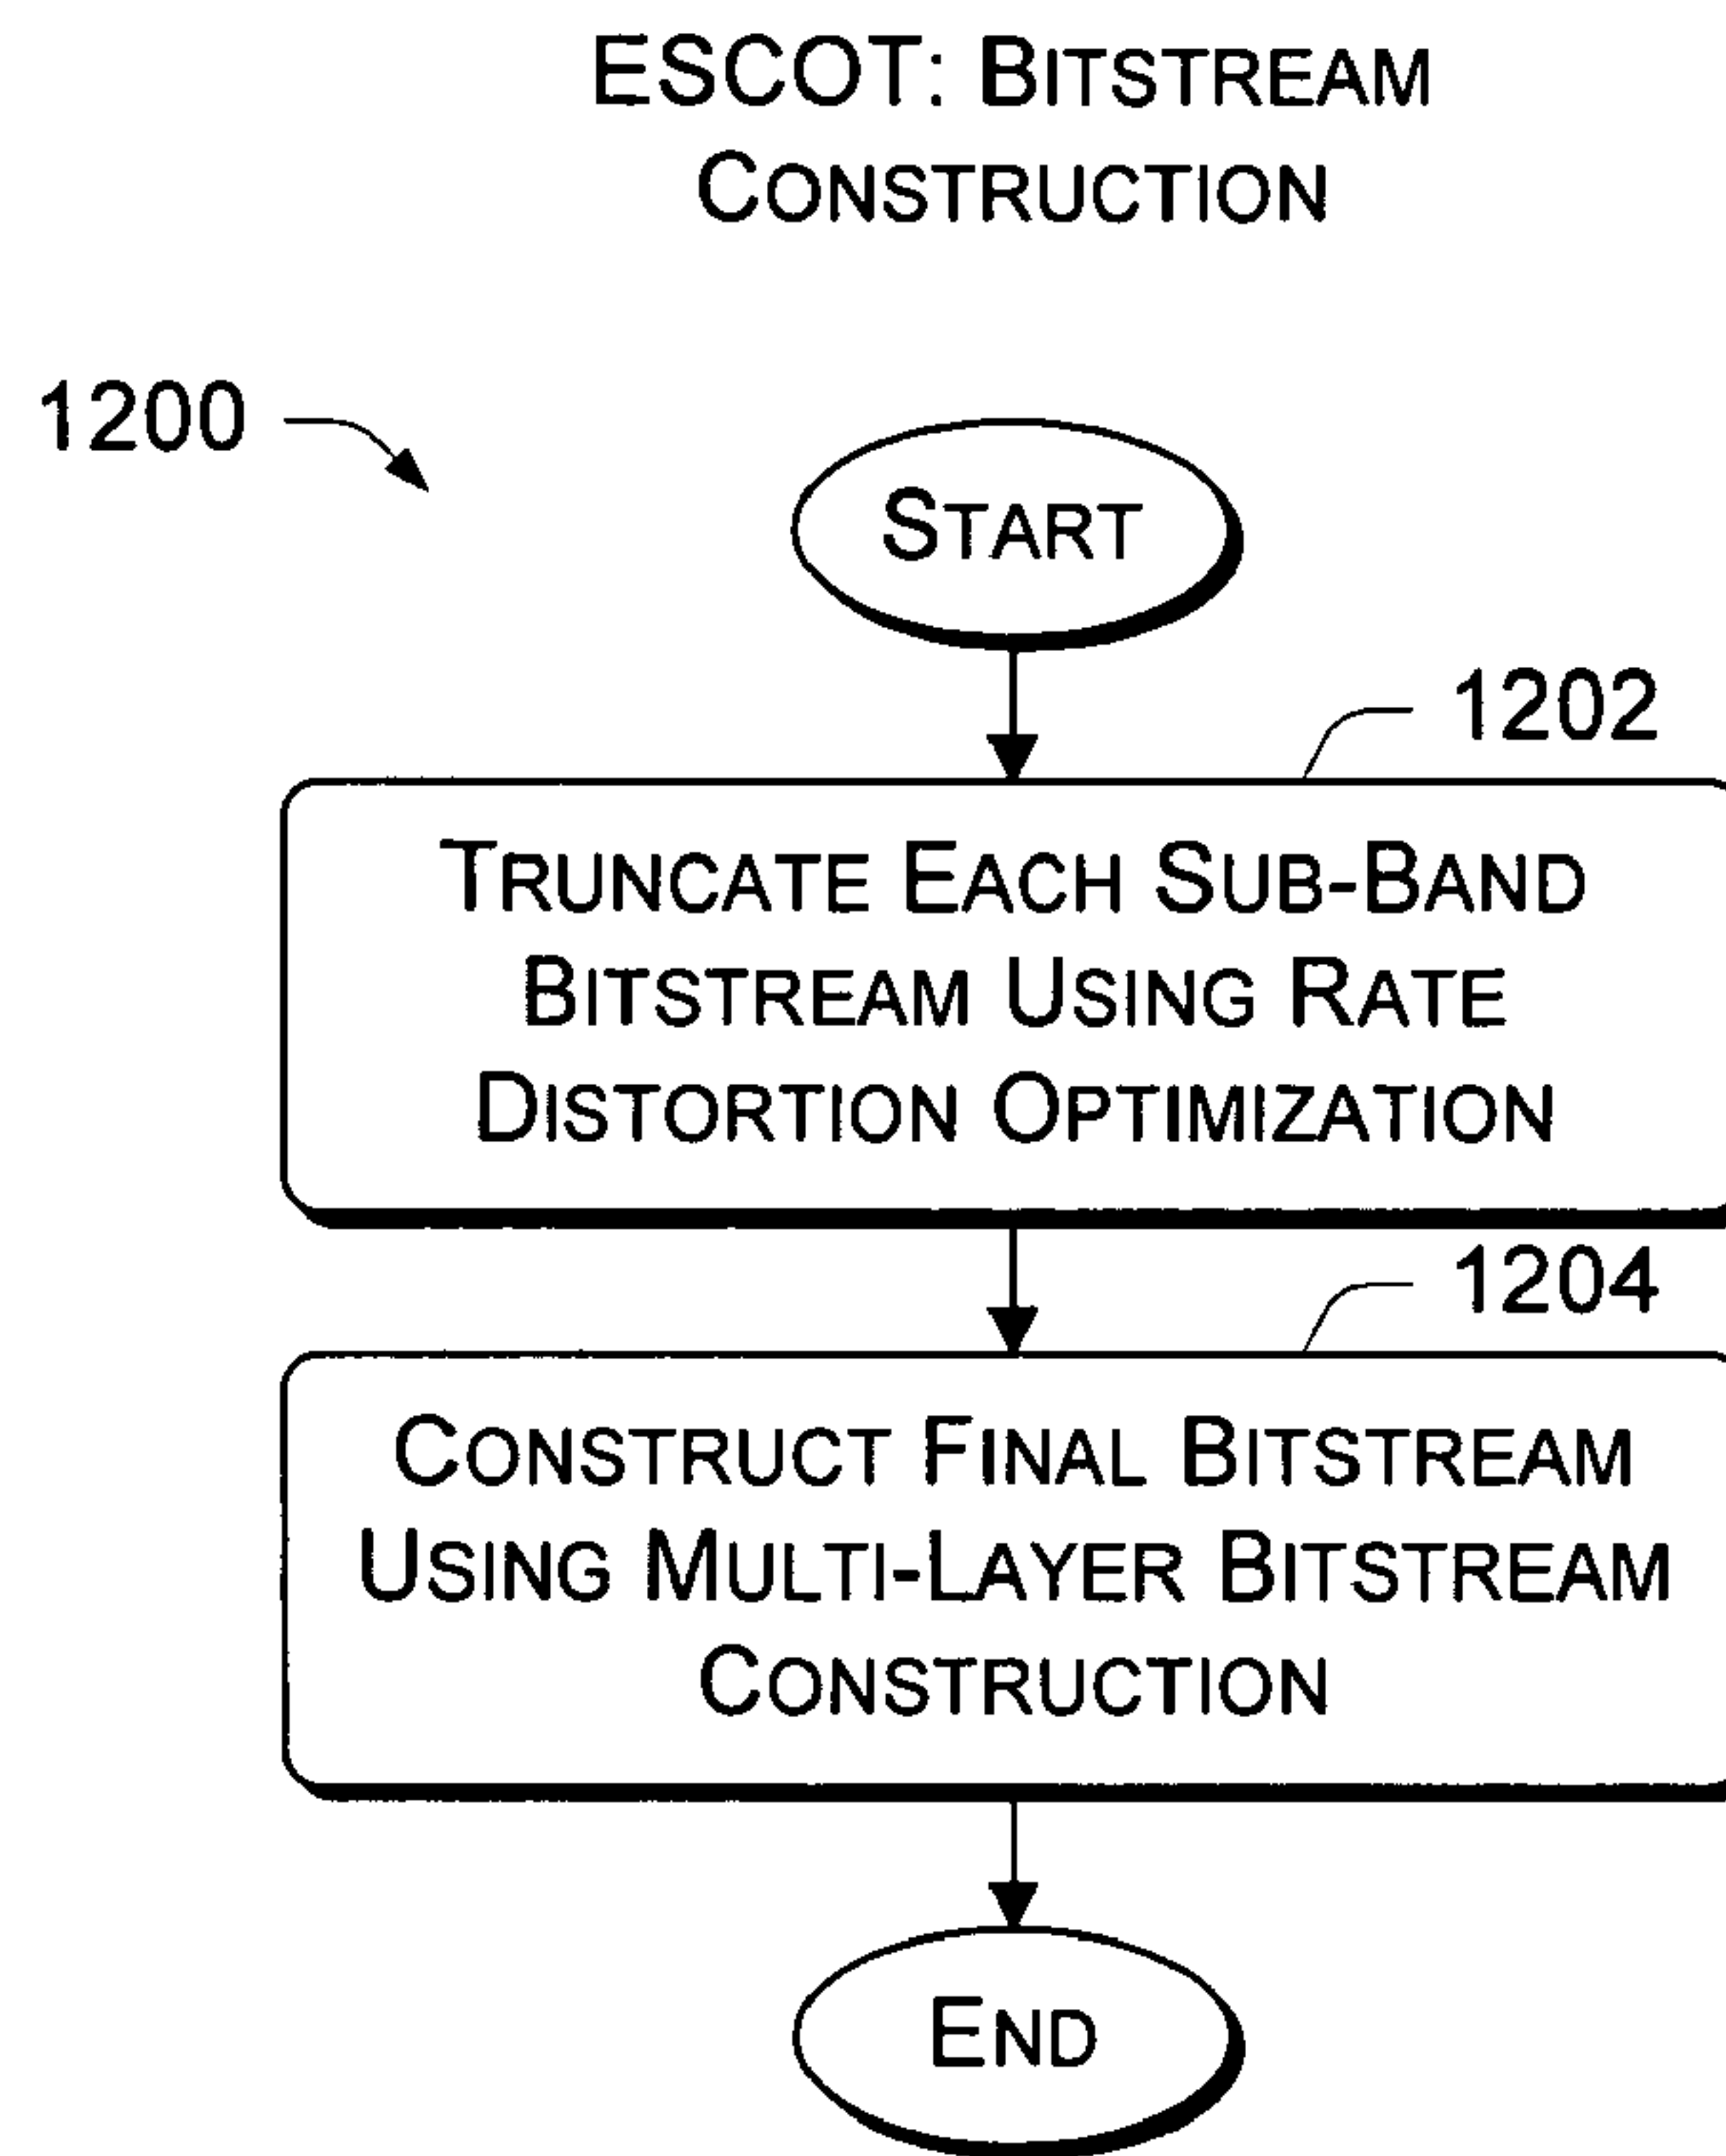 ESCOT: BITSTREAM
CONSTRUCTION
1200
START
1202
TRUNCATE EACH SUB-BAND
BITSTREAM USING RATE
DISTORTION OPTIMIZATION
1204
CONSTRUCT FINAL BITSTREAM
USING MULTI-LAYER BITSTREAM
CONSTRUCTION
END